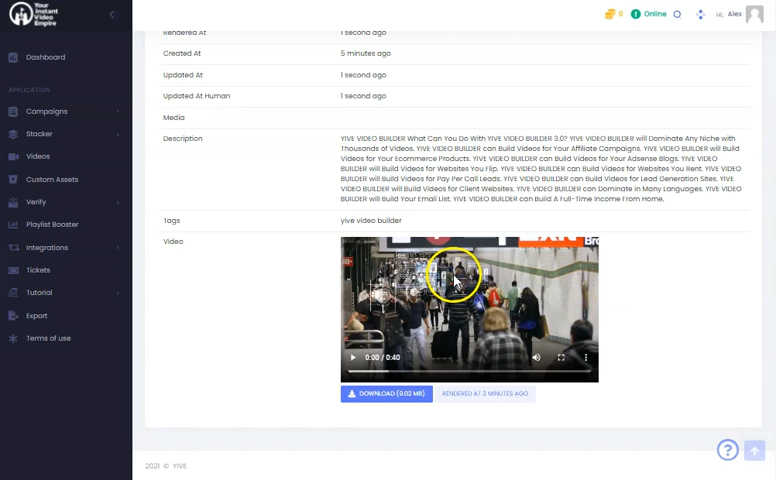 Your
Instant
Video
Empire
0
Online
HI, Alex
Dashboard
APPLICATION
Campaigns
Stacker
Videos
Custom Assets
Verify
Playlist Booster
Integrations
Tickets
Tutorial
Export
Terms of use
Rendered At 1 second ago
Created At 5 minutes ago
Updated At 1 second ago
Updated At Human 1 second ago
Media
Description YIVE VIDEO BUILDER What Can You Do With YIVE VIDEO BUILDER 3.0? YIVE VIDEO BUILDER will Dominate Any Niche with
Thousands of Videos. YIVE VIDEO BUILDER can Build Videos for Your Affiliate Campaigns. YIVE VIDEO BUILDER will Build
Videos for Your Ecommerce Products. YIVE VIDEO BUILDER can Build Videos for Your Adsense Blogs. YIVE VIDEO
BUILDER will Build Videos for Websites You Flip. YIVE VIDEO BUILDER can Build Videos for Websites You Rent. YIVE VIDEO
BUILDER will Build Videos for Pay Per Call Leads. YIVE VIDEO BUILDER can Build Videos for Lead Generation Sites. YIVE
VIDEO BUILDER will Build Videos for Client Websites. YIVE VIDEO BUILDER can Dominate in Many Languages. YIVE VIDEO
BUILDER will Build Your Email List. YIVE VIDEO BUILDER can Build A Full-Time Income From Home.
Tags yive video builder
Video
Bro
0:00 / 0:40
DOWNLOAD (9.02 MB)
RENDERED AT 3 MINUTES AGO
?
2021 © YIVE